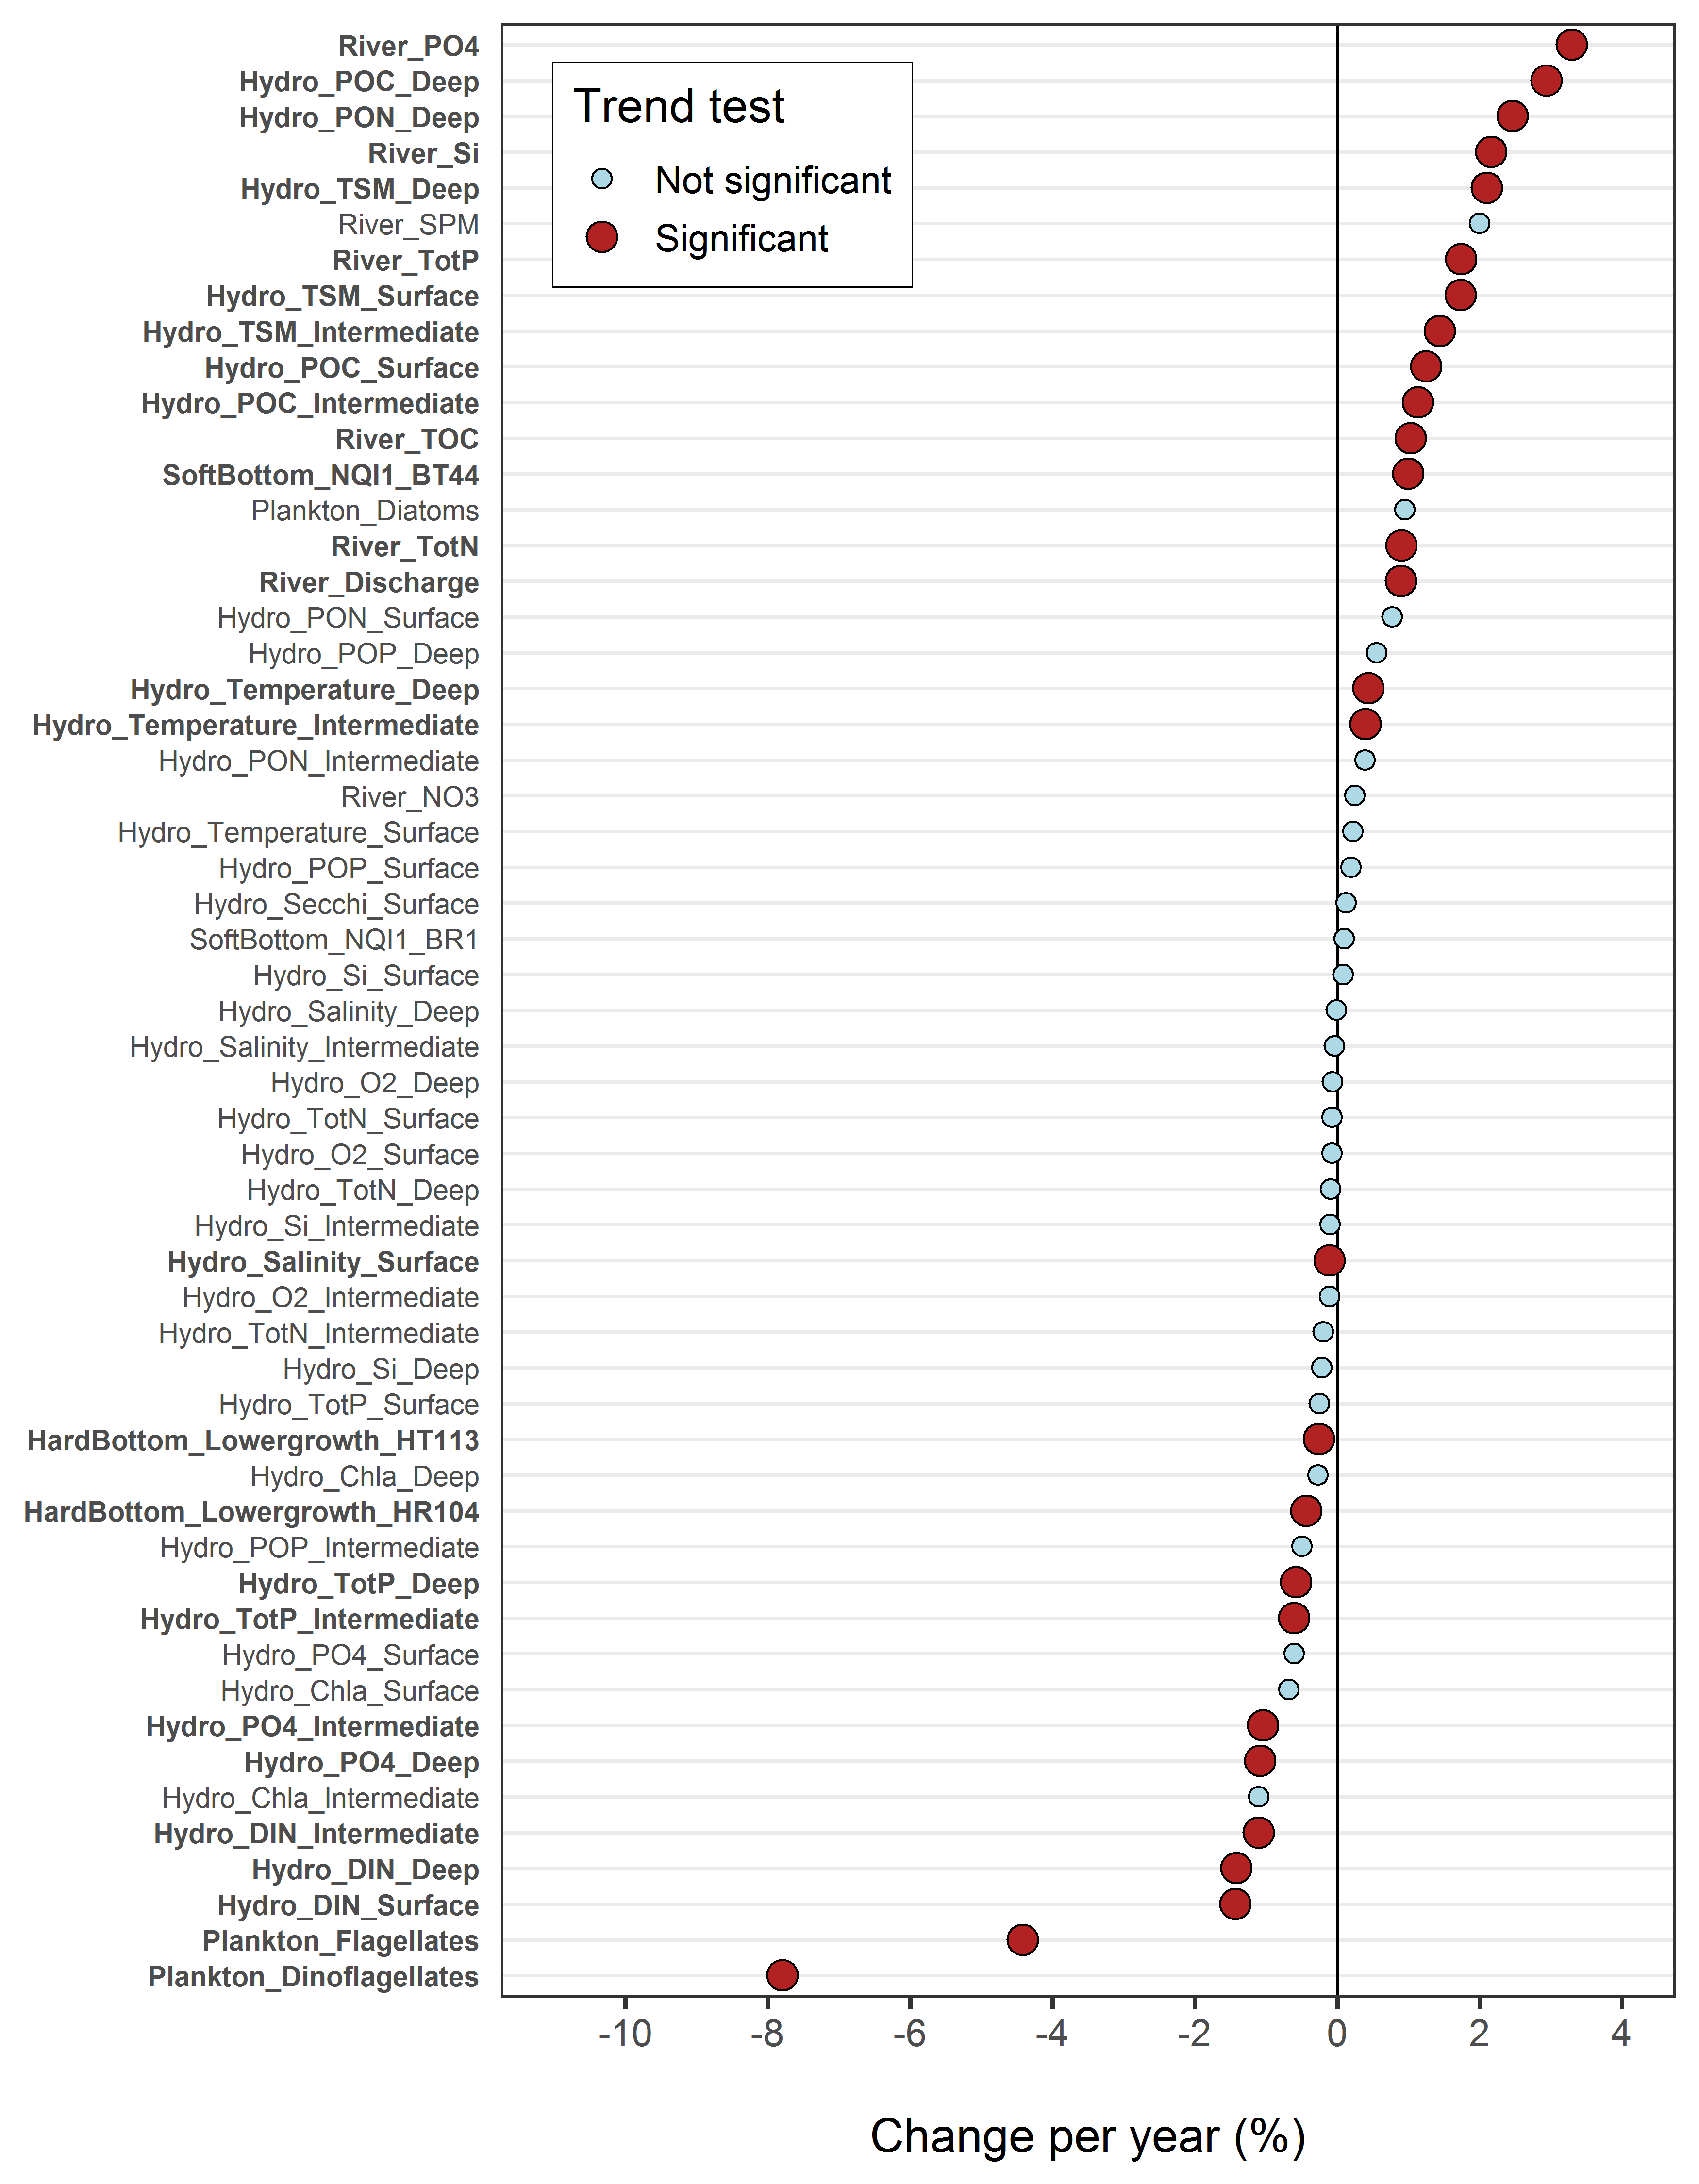 River_PO4
Hydro_POC_Deep
Hydro_PON_Deep
River_Si
Hydro_TSM_Deep
River_SPM
River_TotP
Hydro_TSM_Surface
Hydro_TSM_Intermediate
Hydro_POC_Surface
Hydro_POC_Intermediate
River_TOC
SoftBottom_NQI1_BT44
Plankton_Diatoms
River_TotN
River_Discharge
Hydro_PON_Surface
Hydro_POP_Deep
Hydro_Temperature_Deep
Hydro_Temperature_Intermediate
Hydro_PON_Intermediate
River_NO3
Hydro_Temperature_Surface
Hydro_POP_Surface
Hydro_Secchi_Surface
SoftBottom_NQI1_BR1
Hydro_Si_Surface
Hydro_Salinity_Deep
Hydro_Salinity_Intermediate
Hydro_O2_Deep
Hydro_TotN_Surface
Hydro_O2_Surface
Hydro_TotN_Deep
Hydro_Si_Intermediate
Hydro_Salinity_Surface
Hydro_O2_Intermediate
Hydro_TotN_Intermediate
Hydro_Si_Deep
Hydro_TotP_Surface
HardBottom_Lowergrowth_HT113
Hydro_Chla_Deep
HardBottom_Lowergrowth_HR104
Hydro_POP_Intermediate
Hydro_TotP_Deep
Hydro_TotP_Intermediate
Hydro_PO4_Surface
Hydro_Chla_Surface
Hydro_PO4_Intermediate
Hydro_PO4_Deep
Hydro_Chla_Intermediate
Hydro_DIN_Intermediate
Hydro_DIN_Deep
Hydro_DIN_Surface
Plankton_Flagellates
Plankton_Dinoflagellates
Trend test
Not significant
Significant
-10 -8 -6 -4 -2 0 2 4
Change per year (%)